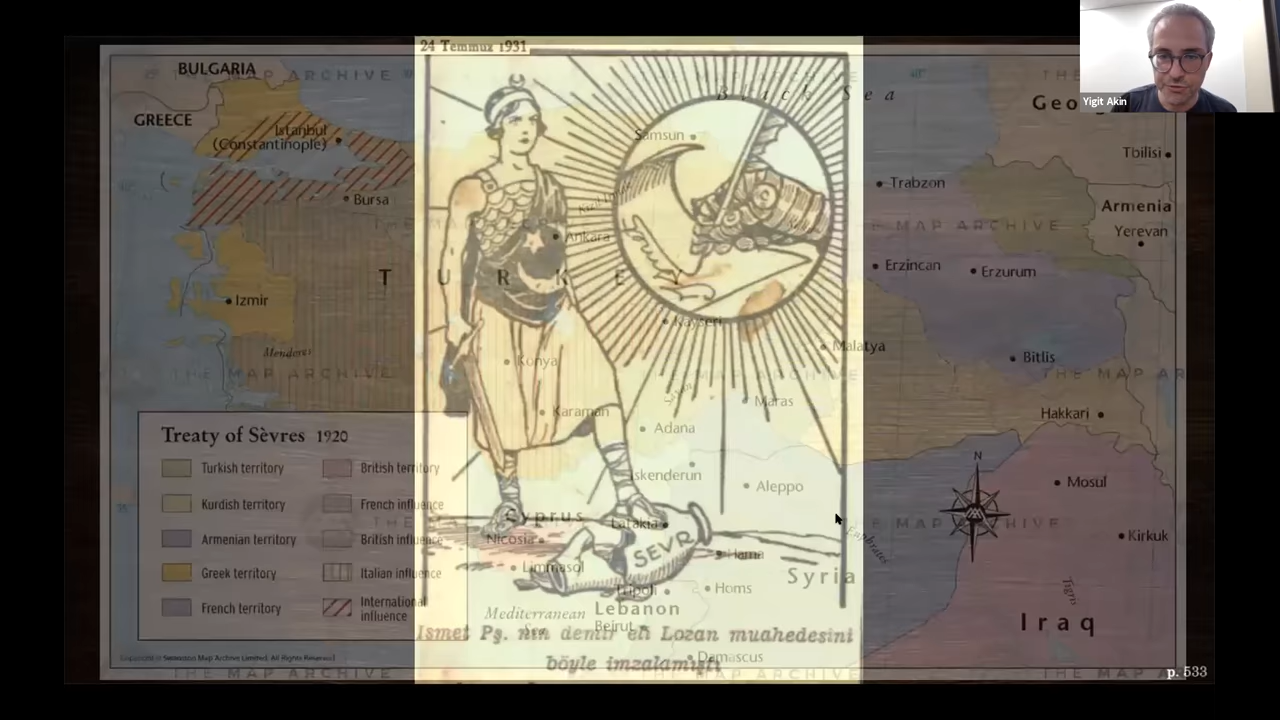 24 Temmuz 1931
BULGARIA
GREECE
Istanbul
(Constantinople)
Bursa
Izmir
Menderes
T U R K E Y
Black Sea
Samsun
Ankara
Kayseri
Konya
Karaman
Adana
Maras
Malatya
Iskenderun
Aleppo
Trabzon
Erzincan
Erzurum
Bitlis
Hakkari
Tbilisi
Armenia
Yerevan
Mosul
Kirkuk
Tigris
Iraq
Euphrates
N
Cyprus
Nicosia
Limmasol
Latakia
SEVR
Hama
Syria
Tripoli
Homs
Lebanon
Beirut
Mediterranean
Sea
Damascus
İsmet Pş. nın demir eli Lozan muahedesini
böyle imzalamıştı
Treaty of Sèvres 1920
Turkish territory
Kurdish territory
Armenian territory
Greek territory
French territory
British territory
French influence
British influence
Italian influence
International
influence
THE MAP ARCHIVE
p. 533
Yigit Akin